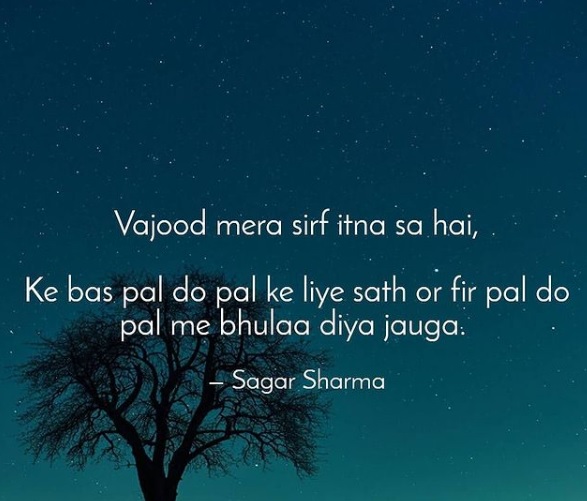 Vajood mera sirf itna sa hai,
Ke bas pal do pal ke liye sath or fir pal do
pal me bhulaa diya jauga.
– Sagar Sharma